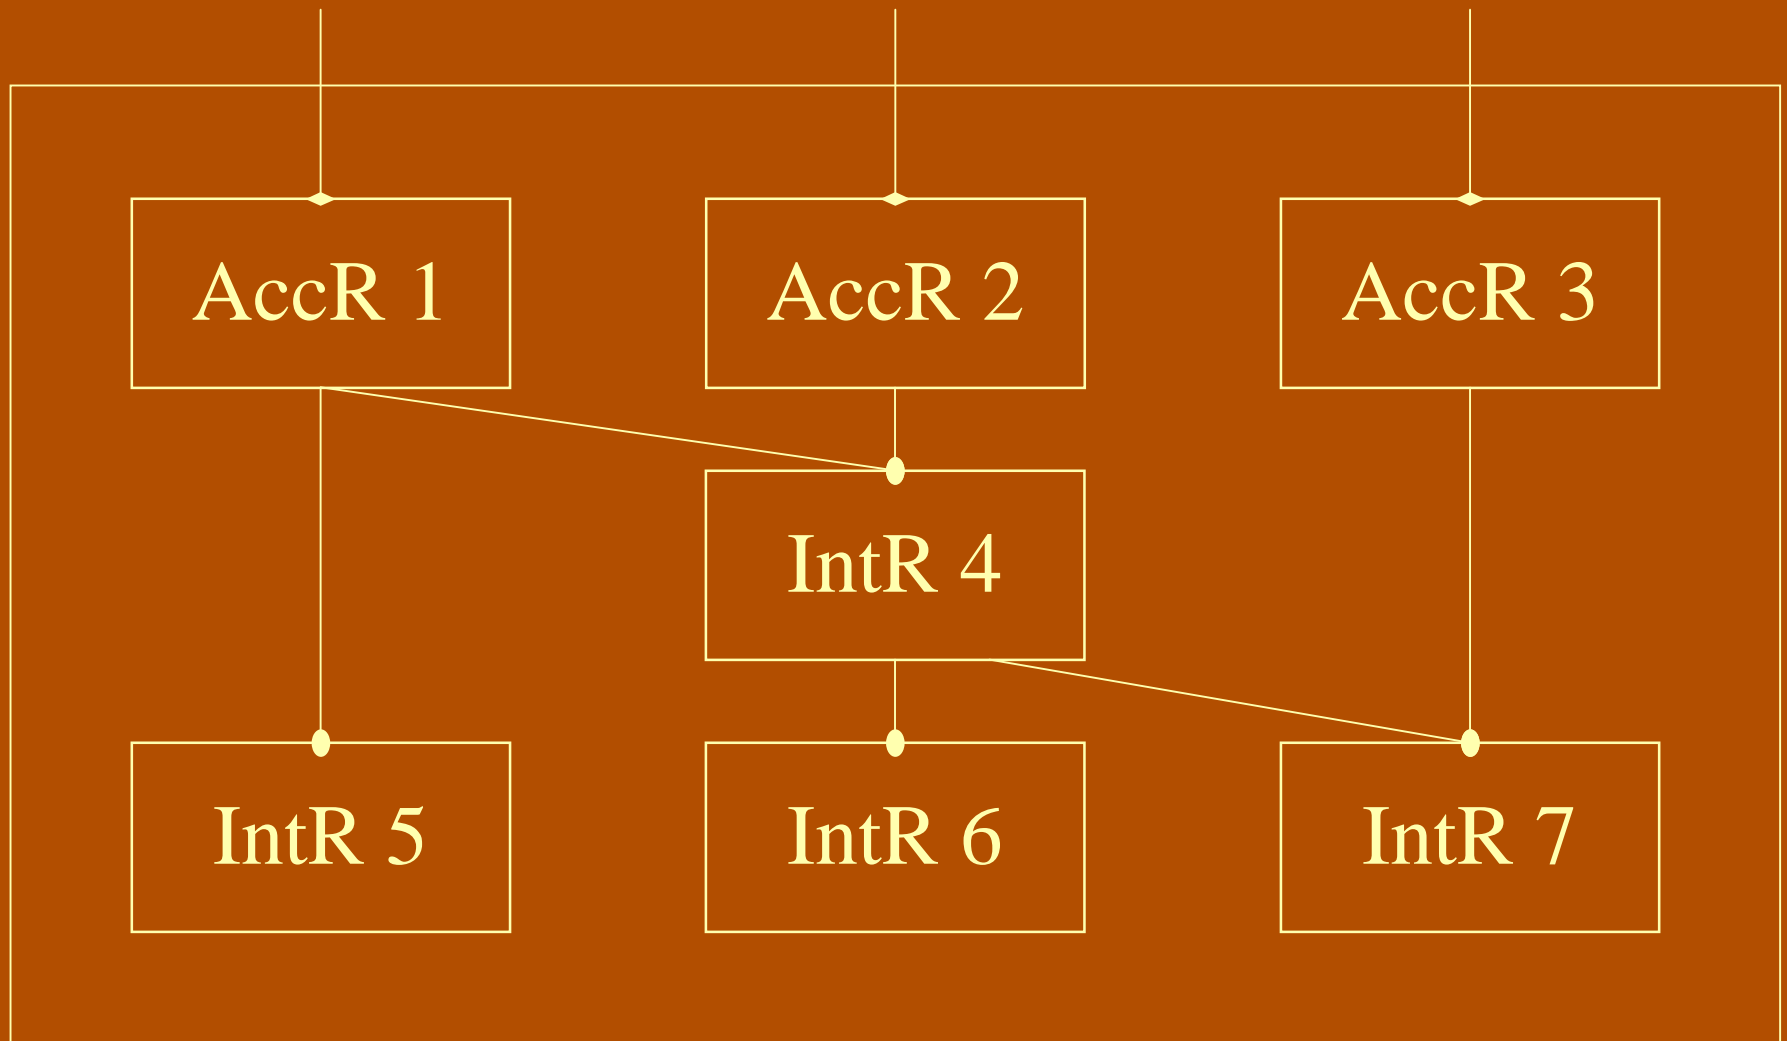 AccR 1
AccR 2
AccR 3
IntR 4
IntR 5
IntR 6
IntR 7